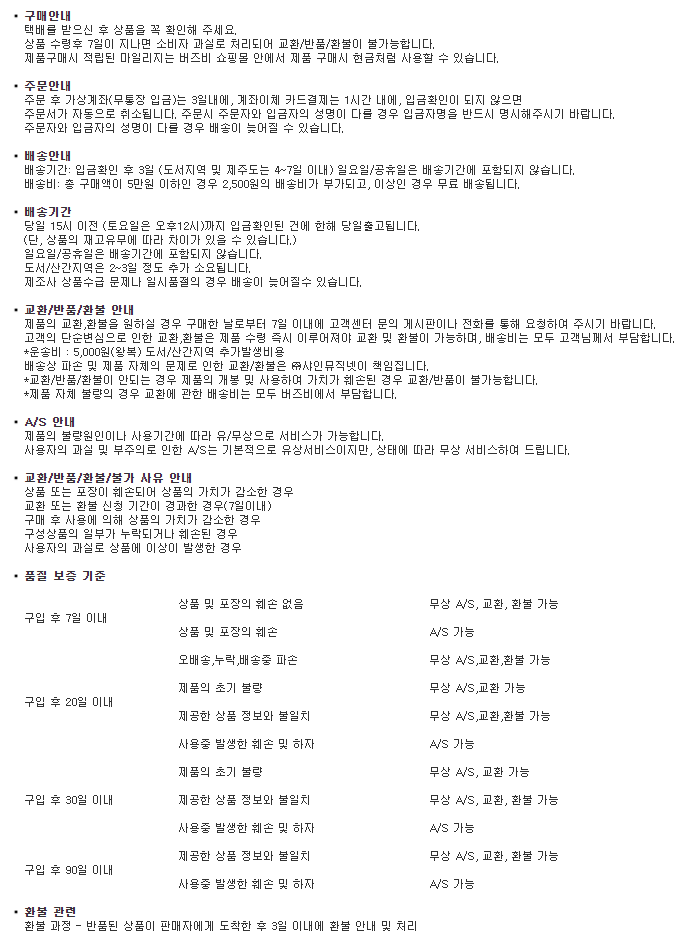 • 구매안내
택배를 받으신 후 상품을 꼭 확인해 주세요.
상품 수령후 7일이 지나면 소비자 과실로 처리되어 교환/반품/환불이 불가능합니다.
제품구매시 적립된 마일리지는 버즈비 쇼핑몰 안에서 제품 구매시 현금처럼 사용할 수 있습니다.
• 주문안내
주문 후 가상계좌(무통장 입금)는 3일내에, 계좌이체 카드결제는 1시간 내에, 입금확인이 되지 않으면
주문서가 자동으로 취소됩니다. 주문시 주문자와 입금자의 성명이 다를 경우 입금자명을 반드시 명시해주시기 바랍니다.
주문자와 입금자의 성명이 다를 경우 배송이 늦어질 수 있습니다.
• 배송안내
배송기간: 입금확인 후 3일 (도서지역 및 제주도는 4~7일 이내) 일요일/공휴일은 배송기간에 포함되지 않습니다.
배송비: 총 구매액이 5만원 이하인 경우 2,500원의 배송비가 부가되고, 이상인 경우 무료 배송됩니다.
• 배송기간
당일 15시 이전 (토요일은 오후12시)까지 입금확인된 건에 한해 당일출고됩니다.
(단, 상품의 재고유무에 따라 차이가 있을 수 있습니다.)
일요일/공휴일은 배송기간에 포함되지 않습니다.
도서/산간지역은 2~3일 정도 추가 소요됩니다.
제조사 상품수급 문제나 일시품절의 경우 배송이 늦어질수 있습니다.
• 교환/반품/환불 안내
제품의 교환,환불을 원하실 경우 구매한 날로부터 7일 이내에 고객센터 문의 게시판이나 전화를 통해 요청하여 주시기 바랍니다.
고객의 단순변심으로 인한 교환,환불은 제품 수령 즉시 이루어져야 교환 및 환불이 가능하며, 배송비는 모두 고객님께서 부담합니다.
*운송비 : 5,000원(왕복) 도서/산간지역 추가발생비용
배송상 파손 및 제품 자체의 문제로 인한 교환/환불은 ㈜샤인뮤직넷이 책임집니다.
*교환/반품/환불이 안되는 경우 제품의 개봉 및 사용하여 가치가 훼손된 경우 교환/반품이 불가능합니다.
*제품 자체 불량의 경우 교환에 관한 배송비는 모두 버즈비에서 부담합니다.
• A/S 안내
제품의 불량원인이나 사용기간에 따라 유/무상으로 서비스가 가능합니다.
사용자의 과실 및 부주의로 인한 A/S는 기본적으로 유상서비스이지만, 상태에 따라 무상 서비스하여 드립니다.
• 교환/반품/환불/불가 사유 안내
상품 또는 포장이 훼손되어 상품의 가치가 감소한 경우
교환 또는 환불 신청 기간이 경과한 경우(7일이내)
구매 후 사용에 의해 상품의 가치가 감소한 경우
구성상품의 일부가 누락되거나 훼손된 경우
사용자의 과실로 상품에 이상이 발생한 경우
• 품질 보증 기준
구입 후 7일 이내
상품 및 포장의 훼손 없음 무상 A/S, 교환, 환불 가능
상품 및 포장의 훼손 A/S 가능
구입 후 20일 이내
오배송,누락,배송중 파손 무상 A/S,교환,환불 가능
제품의 초기 불량 무상 A/S,교환 가능
제공한 상품 정보와 불일치 무상 A/S,교환,환불 가능
사용중 발생한 훼손 및 하자 A/S 가능
구입 후 30일 이내
제품의 초기 불량 무상 A/S, 교환 가능
제공한 상품 정보와 불일치 무상 A/S, 교환, 환불 가능
사용중 발생한 훼손 및 하자 A/S 가능
구입 후 90일 이내
제공한 상품 정보와 불일치 무상 A/S, 교환, 환불 가능
사용중 발생한 훼손 및 하자 A/S 가능
• 환불 관련
환불 과정 - 반품된 상품이 판매자에게 도착한 후 3일 이내에 환불 안내 및 처리